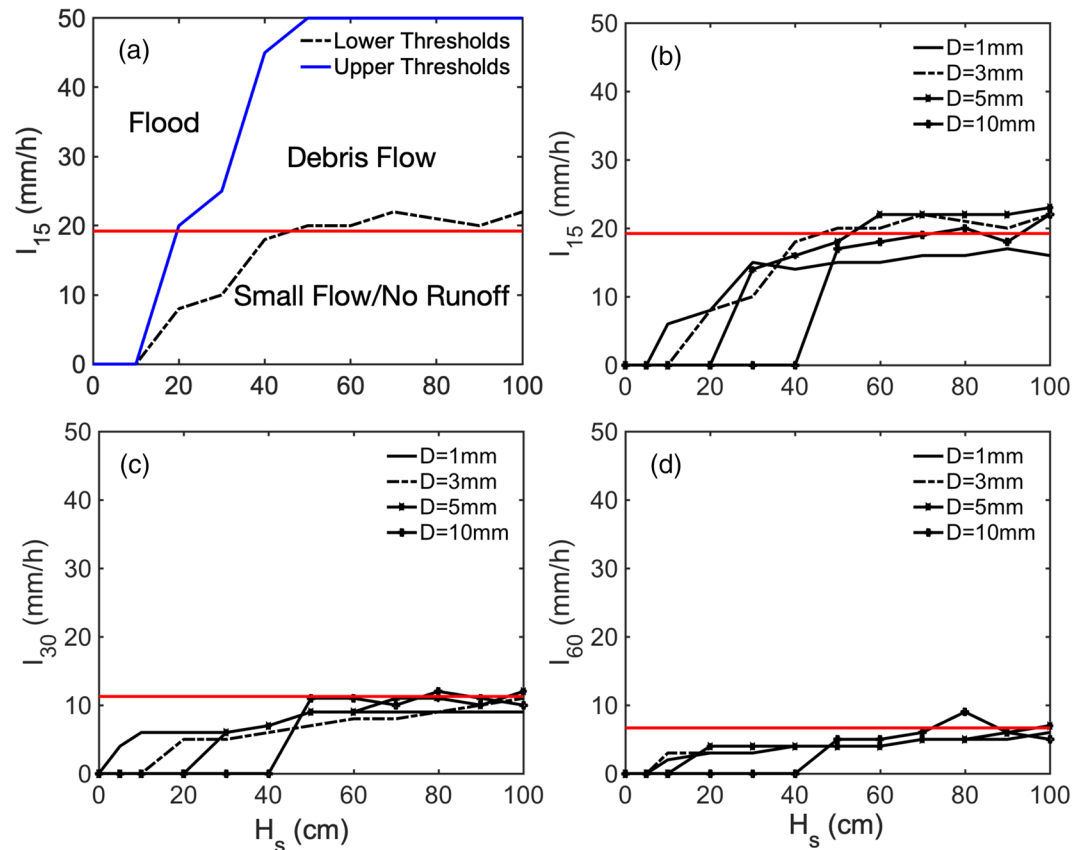 (a)
Lower Thresholds
Upper Thresholds
Flood
Debris Flow
Small Flow/No Runoff
I15 (mm/h)
50
40
30
20
10
0
0 20 40 60 80 100
(b)
D=1mm
D=3mm
D=5mm
D=10mm
I15 (mm/h)
50
40
30
20
10
0
0 20 40 60 80 100
(c)
D=1mm
D=3mm
D=5mm
D=10mm
I30 (mm/h)
50
40
30
20
10
0
0 20 40 60 80 100
Hs (cm)
(d)
D=1mm
D=3mm
D=5mm
D=10mm
I60 (mm/h)
50
40
30
20
10
0
0 20 40 60 80 100
Hs (cm)